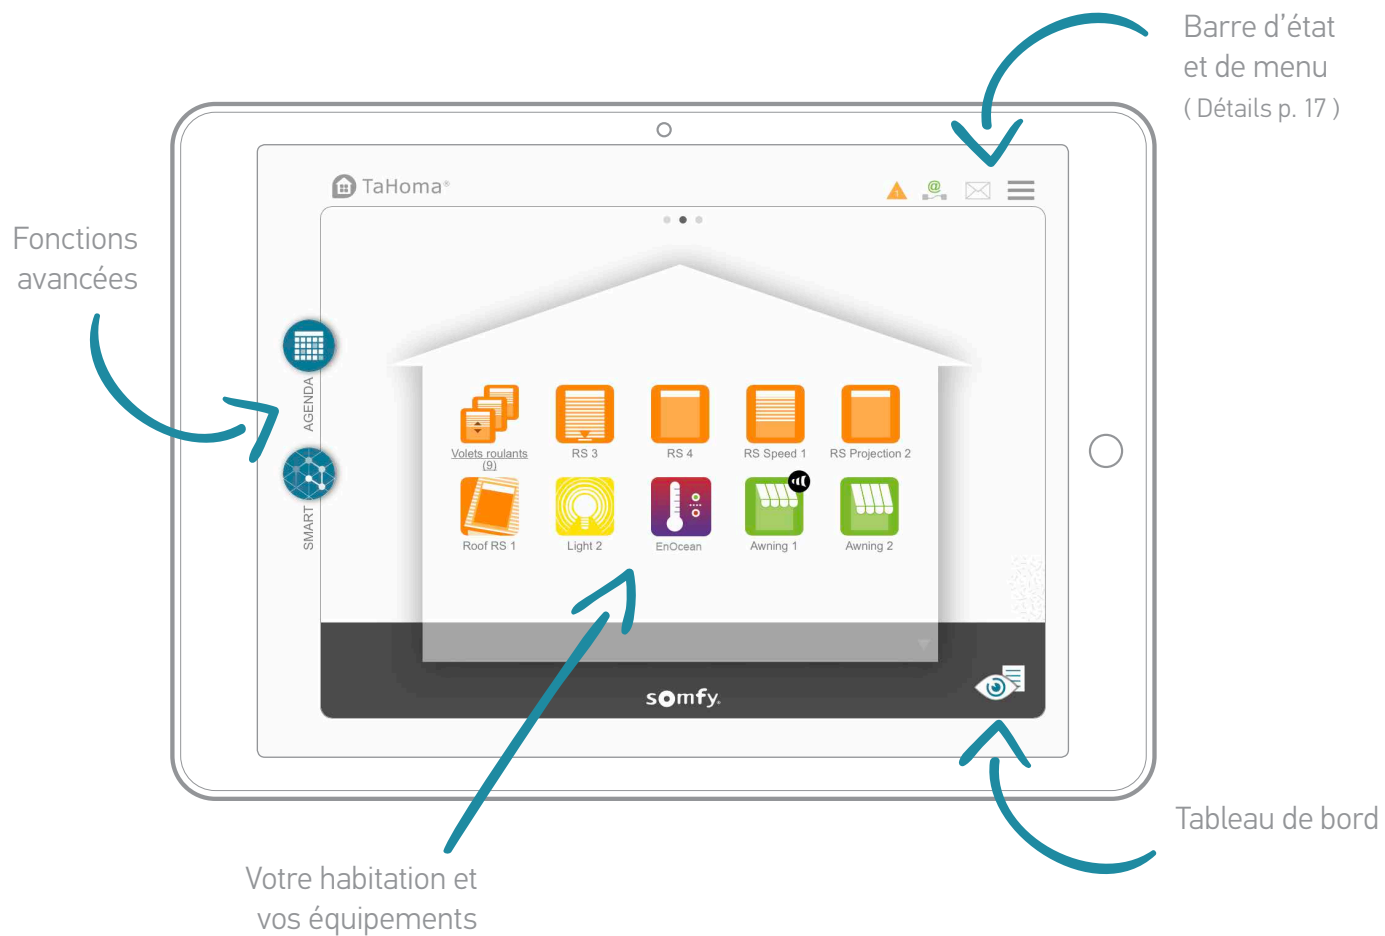 Barre d'état
et de menu
( Détails p. 17 )
TaHoma®
@
Fonctions
avancées
AGENDA
SMART
Volets roulants
(9)
RS 3
RS 4
RS Speed 1
RS Projection 2
Roof RS 1
Light 2
EnOcean
Awning 1
Awning 2
somfy.
Tableau de bord
Votre habitation et
vos équipements